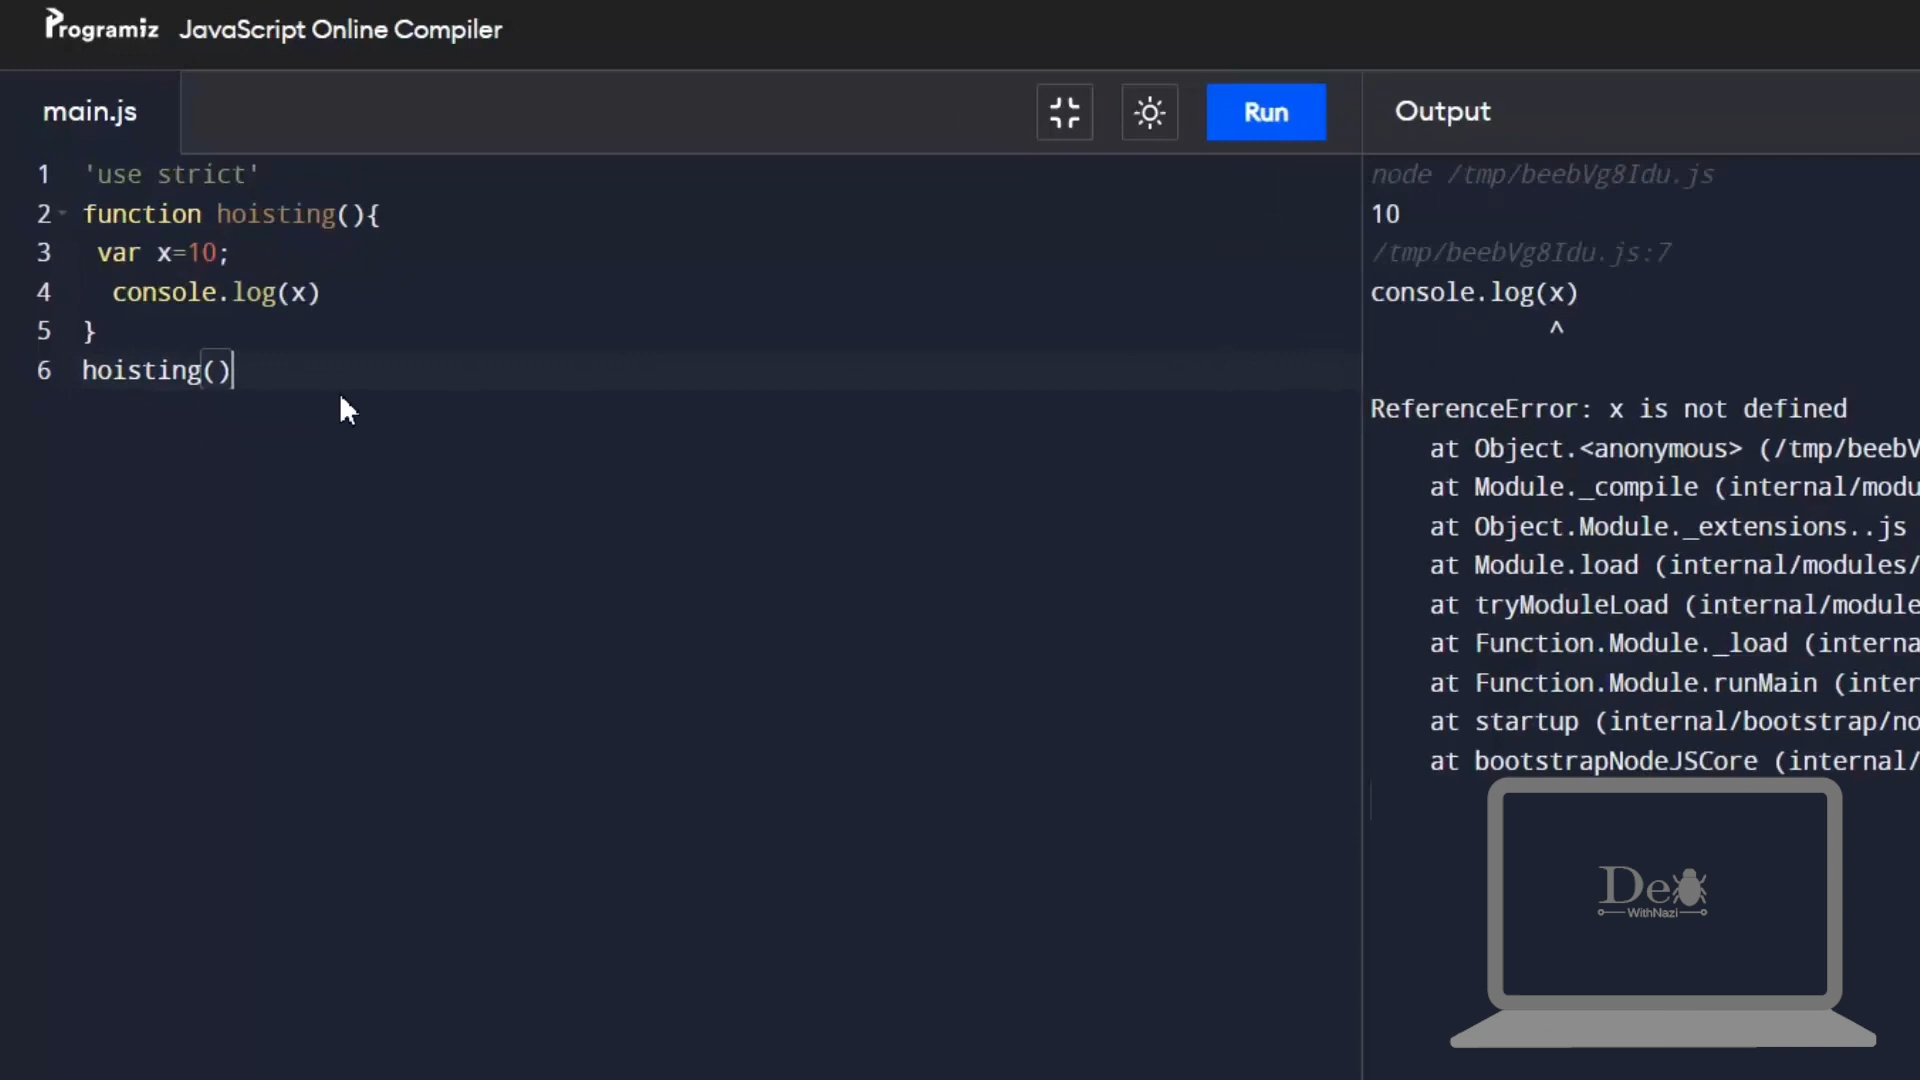 Programiz JavaScript Online Compiler
main.js
Run
Output
1 'use strict'
2 function hoisting(){
3 var x=10;
4 console.log(x)
5 }
6 hoisting()
node /tmp/beebVg8Idu.js
10
/tmp/beebVg8Idu.js:7
console.log(x)
^
ReferenceError: x is not defined
at Object.<anonymous> (/tmp/beebV
at Module._compile (internal/modu
at Object.Module._extensions..js
at Module.load (internal/modules/
at tryModuleLoad (internal/module
at Function.Module._load (interna
at Function.Module.runMain (inter
at startup (internal/bootstrap/no
at bootstrapNodeJSCore (internal/
De
WithNazi